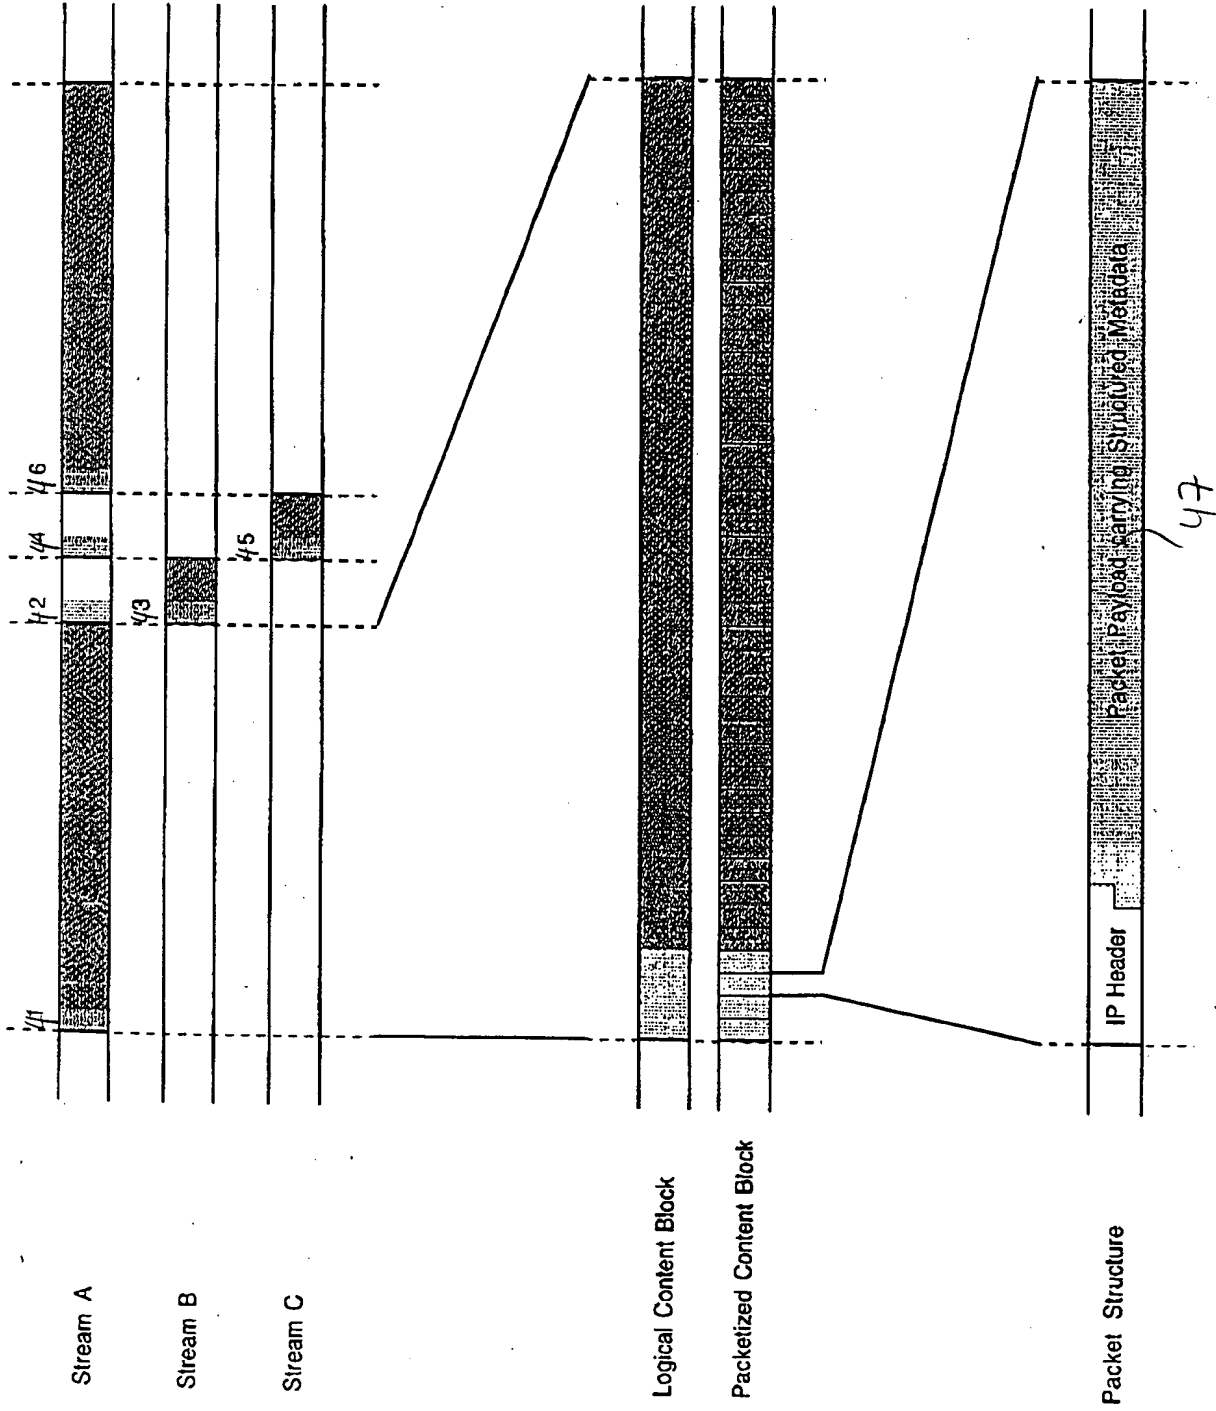 Stream A
41
42
44
46
Stream B
43
Stream C
45
Logical Content Block
Packetized Content Block
Packet Structure
IP Header
Packet Payload carrying Structured Metadata
47